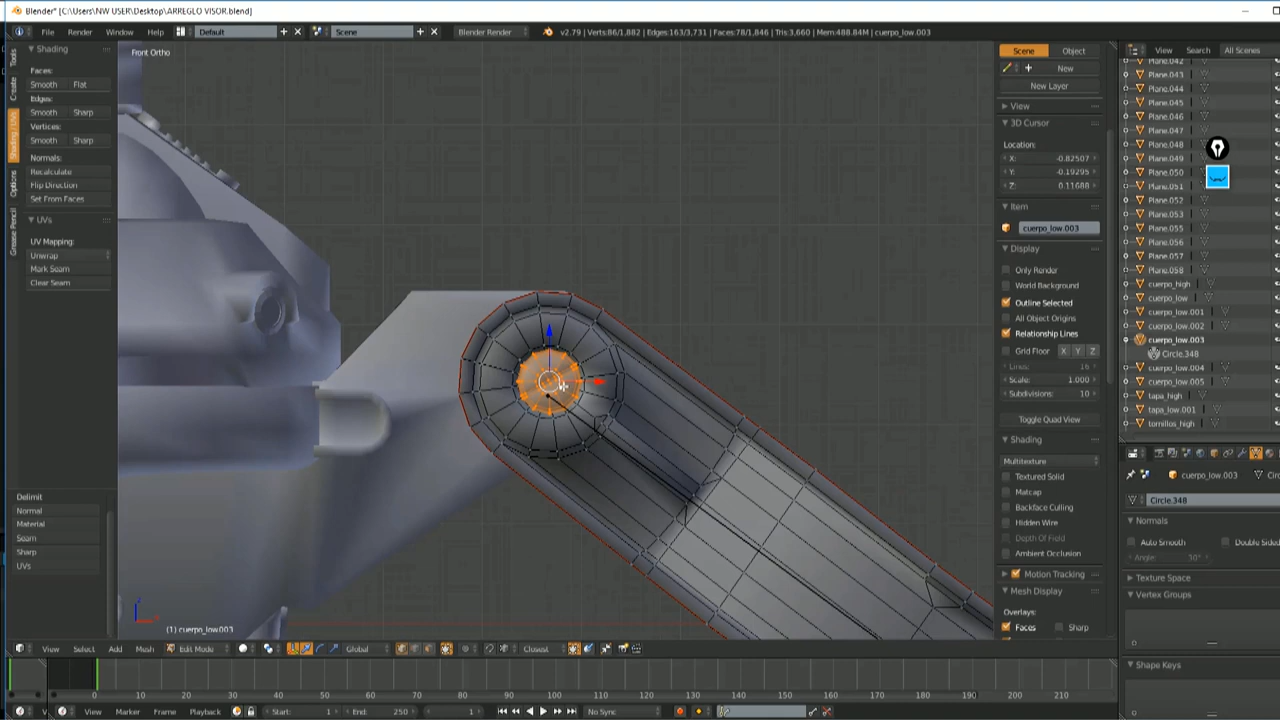 Blender* [C:\Users\NW USER\Desktop\ARREGLO VISOR.blend]
File Render Window Help Default Scene Blender Render v2.79 | Verts:86/1,882 | Edges:163/3,731 | Faces:78/1,846 | Tris:3,660 | Mem:488.84M | cuerpo_low.003
Tools
Create
Shading / UVs
Options
Grease Pencil
Shading
Faces:
Smooth Flat
Edges:
Smooth Sharp
Vertices:
Smooth Sharp
Normals:
Recalculate
Flip Direction
Set From Faces
UVs
UV Mapping:
Unwrap
Mark Seam
Clear Seam
Delimit
Normal
Material
Seam
Sharp
UVs
Front Ortho
(1) cuerpo_low.003
Scene Object
New
New Layer
View
3D Cursor
Location:
X: -0.82507
Y: -0.19295
Z: 0.11688
Item
cuerpo_low.003
Display
Only Render
World Background
Outline Selected
All Object Origins
Relationship Lines
Grid Floor X Y Z
Lines: 16
Scale: 1.000
Subdivisions: 10
Toggle Quad View
Shading
Multitexture
Textured Solid
Matcap
Backface Culling
Hidden Wire
Depth Of Field
Ambient Occlusion
Motion Tracking
Mesh Display
Overlays:
Faces Sharp
View Search All Scenes
Plane.042
Plane.043
Plane.044
Plane.045
Plane.046
Plane.047
Plane.048
Plane.049
Plane.050
Plane.051
Plane.052
Plane.053
Plane.055
Plane.056
Plane.057
Plane.058
cuerpo_high
cuerpo_low
cuerpo_low.001
cuerpo_low.002
cuerpo_low.003
Circle.348
cuerpo_low.004
cuerpo_low.005
tapa_high
tapa_low.001
tornillos_high
cuerpo_low.003 Circ
Circle.348
Normals
Auto Smooth Double Sided
Angle: 30°
Texture Space
Vertex Groups
Shape Keys
View Select Add Mesh Edit Mode Global Closest
0 10 20 30 40 50 60 70 80 90 100 110 120 130 140 150 160 170 180 190 200 210
View Marker Frame Playback Start: 1 End: 250 1 No Sync